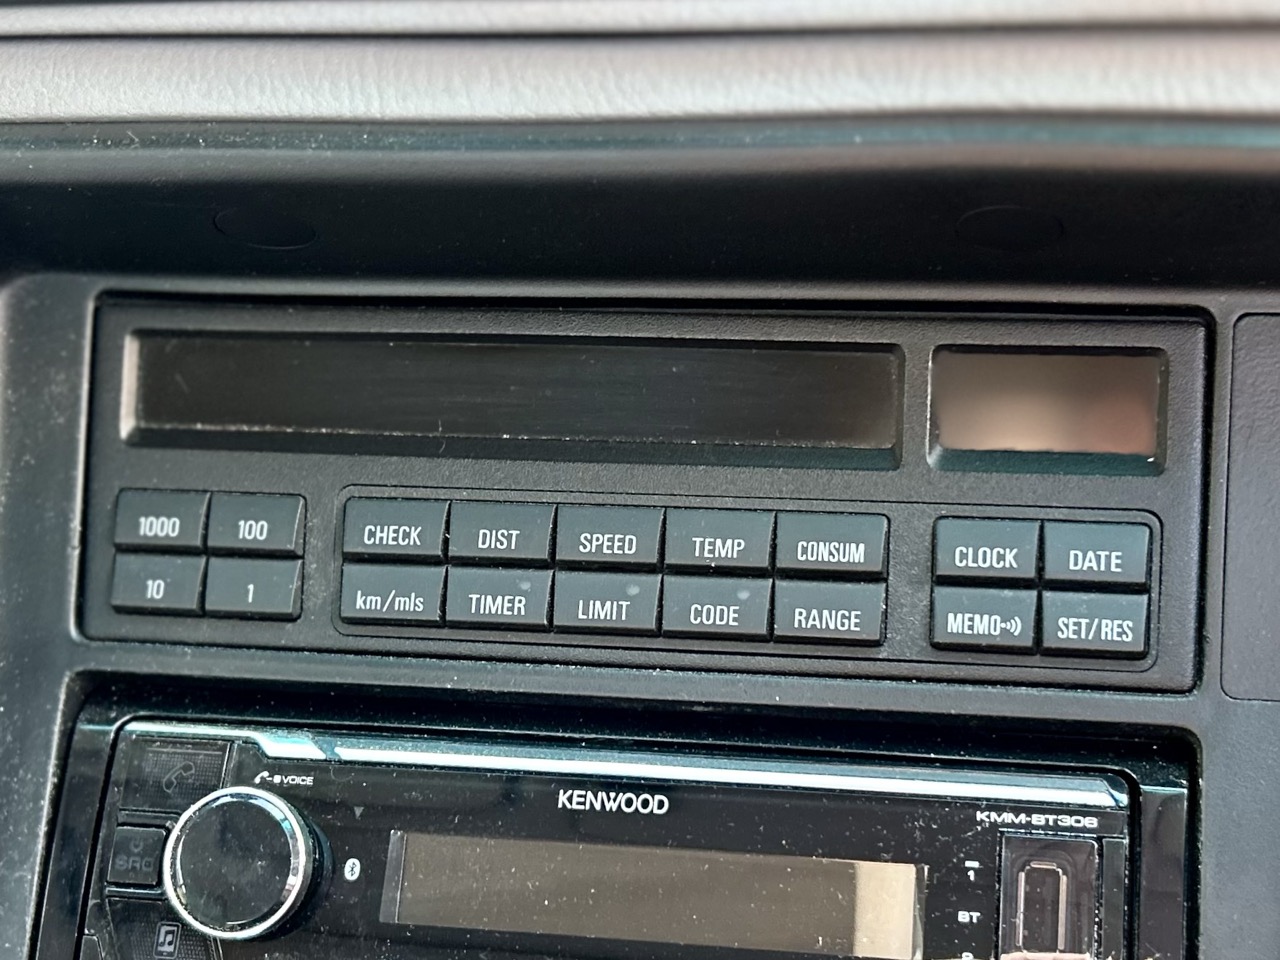 1000 100
CHECK DIST SPEED TEMP CONSUM
CLOCK DATE
10 1
km/mls TIMER LIMIT CODE RANGE
MEMO SET/RES
VOICE
KENWOOD
KMM-BT306
SRC
1
BT